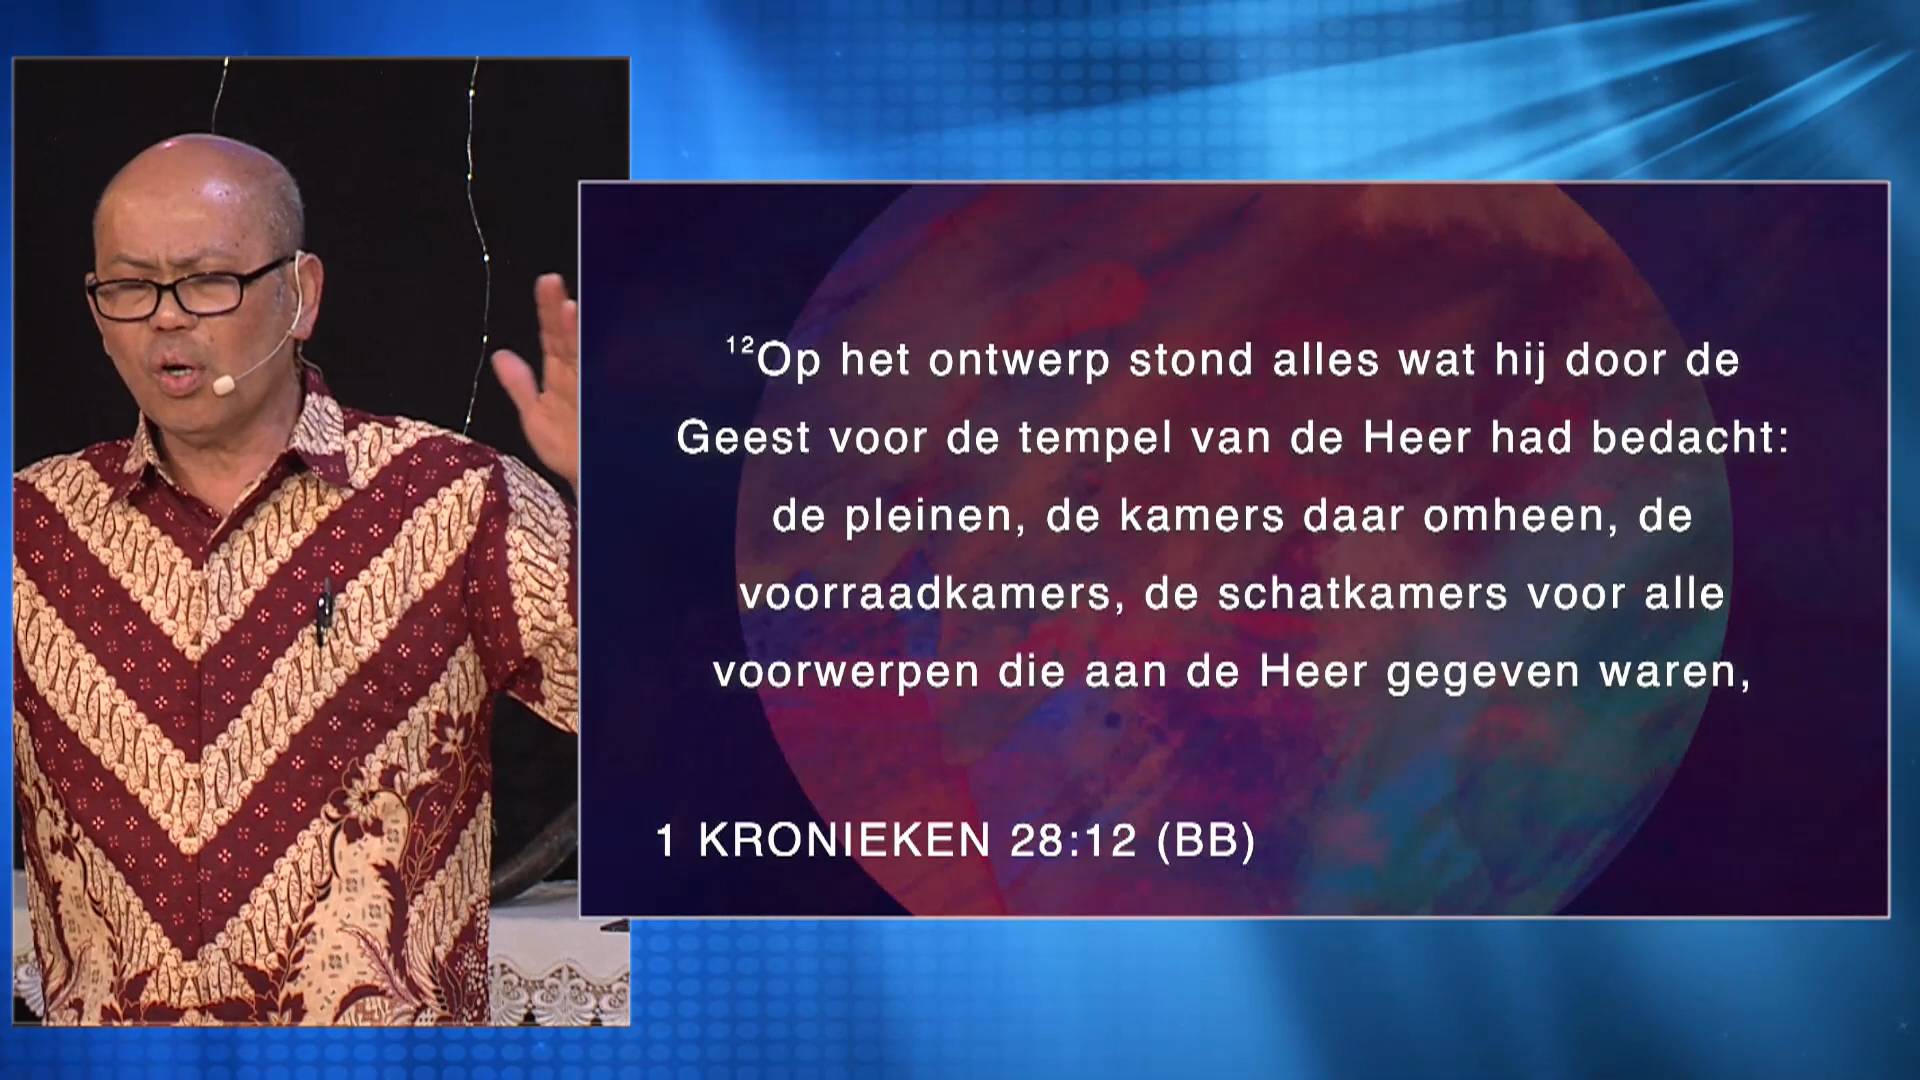 ¹²Op het ontwerp stond alles wat hij door de
Geest voor de tempel van de Heer had bedacht:
de pleinen, de kamers daar omheen, de
voorraadkamers, de schatkamers voor alle
voorwerpen die aan de Heer gegeven waren,
1 KRONIEKEN 28:12 (BB)